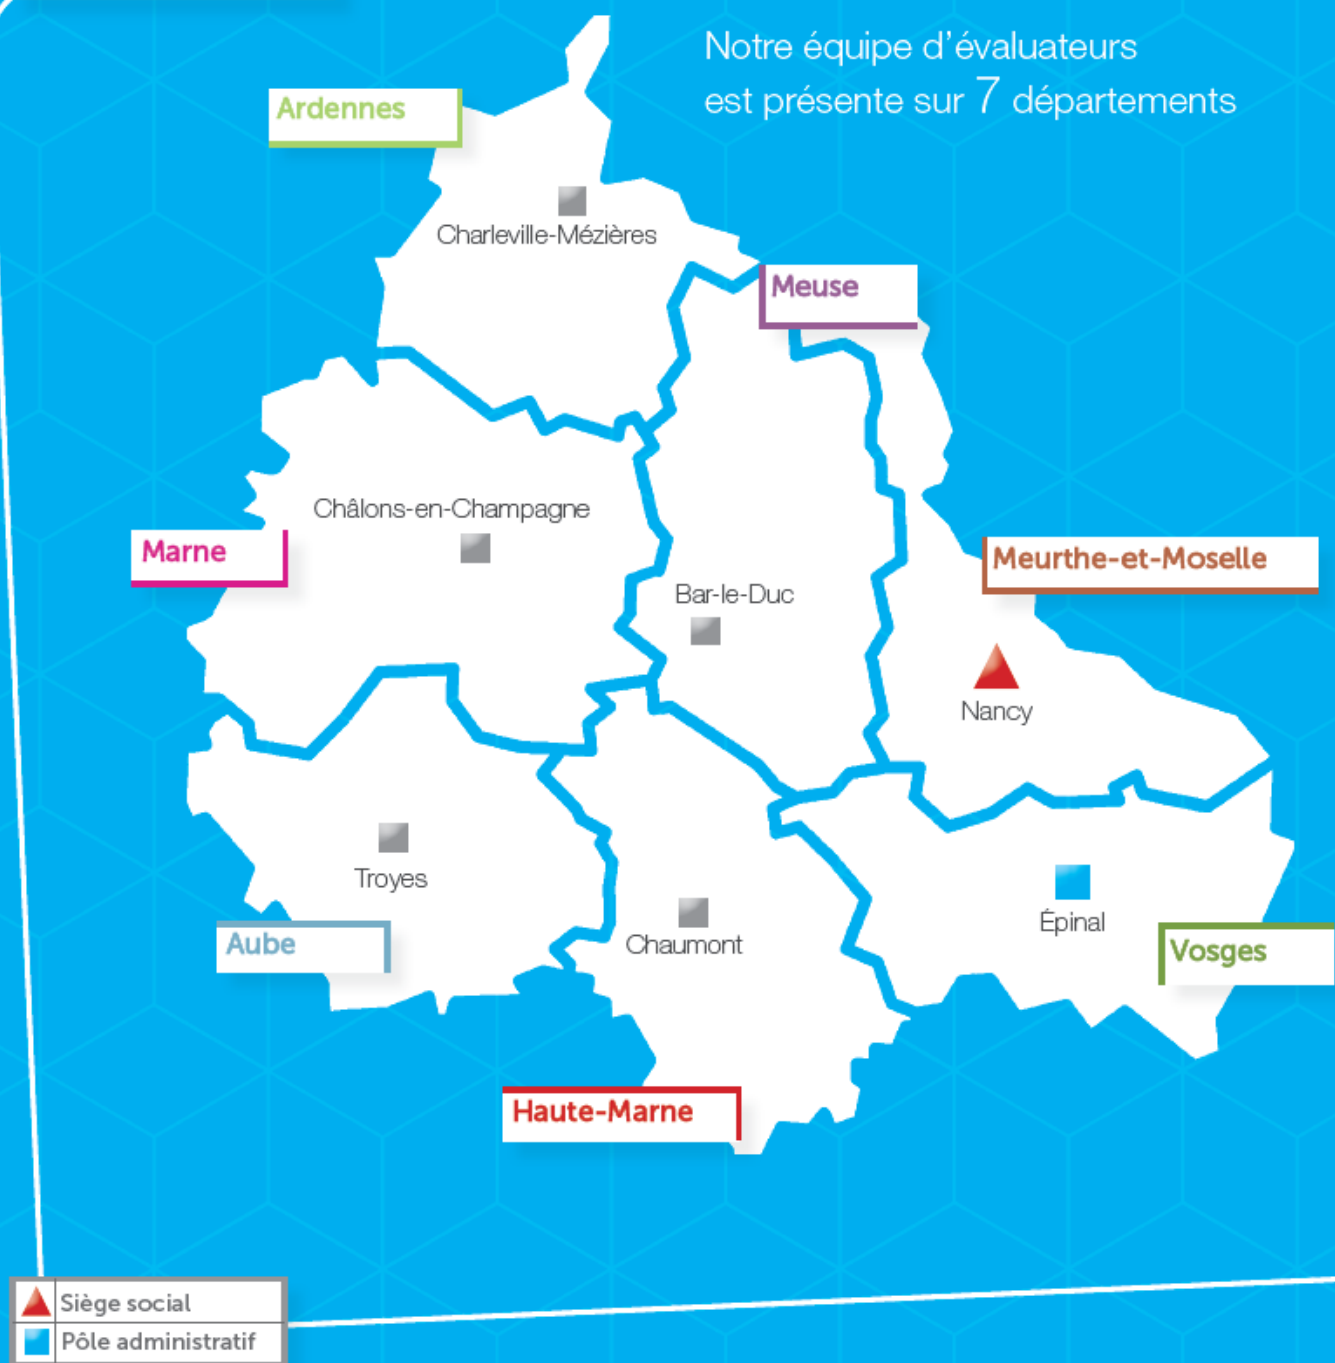 Notre équipe d'évaluateurs
est présente sur 7 départements
Ardennes
Charleville-Mézières
Meuse
Châlons-en-Champagne
Marne
Meurthe-et-Moselle
Bar-le-Duc
Nancy
Troyes
Épinal
Aube
Chaumont
Vosges
Haute-Marne
Siège social
Pôle administratif